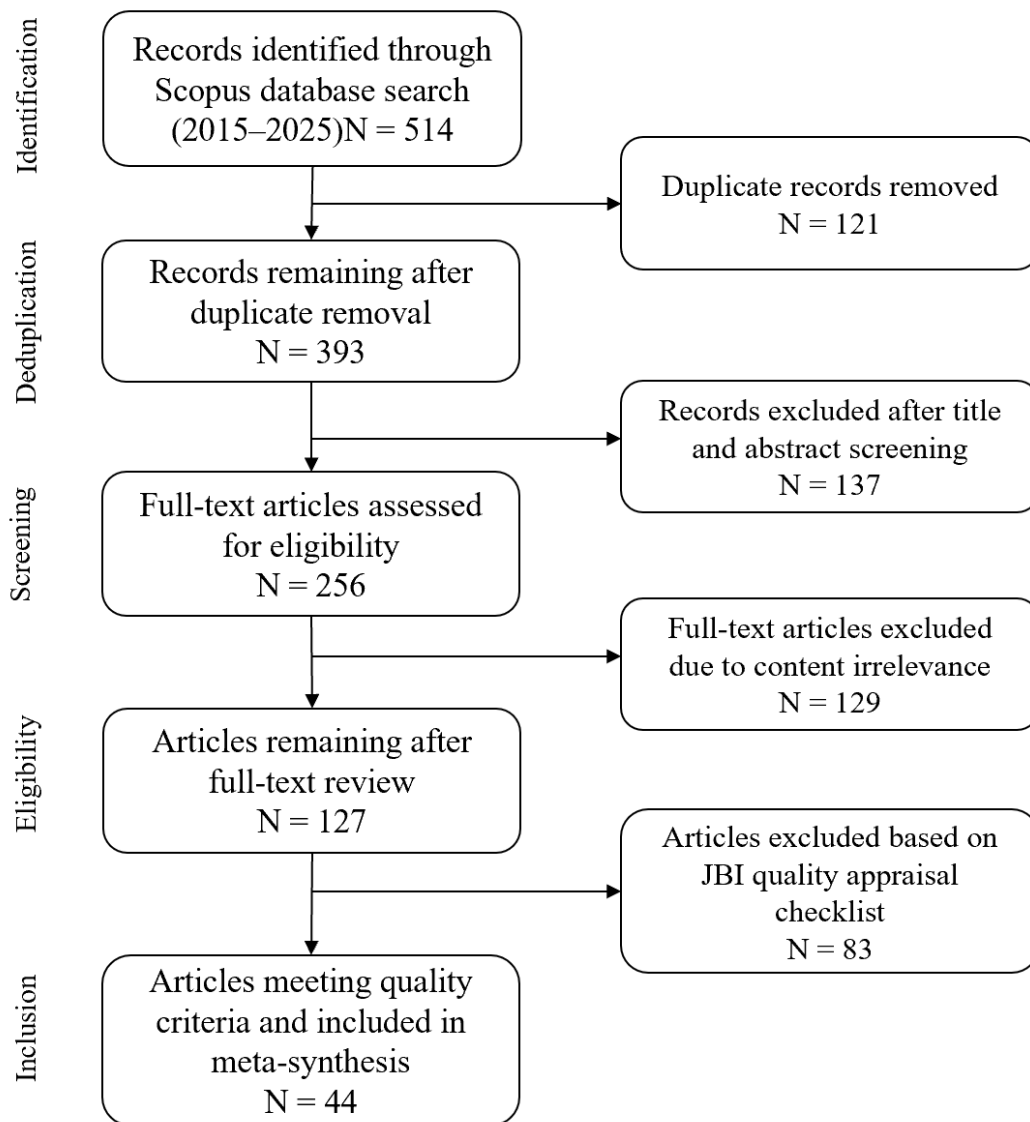 Identification
Records identified through
Scopus database search
(2015–2025)N = 514
Duplicate records removed
N = 121
Deduplication
Records remaining after
duplicate removal
N = 393
Records excluded after title
and abstract screening
N = 137
Screening
Full-text articles assessed
for eligibility
N = 256
Full-text articles excluded
due to content irrelevance
N = 129
Eligibility
Articles remaining after
full-text review
N = 127
Articles excluded based on
JBI quality appraisal
checklist
N = 83
Inclusion
Articles meeting quality
criteria and included in
meta-synthesis
N = 44